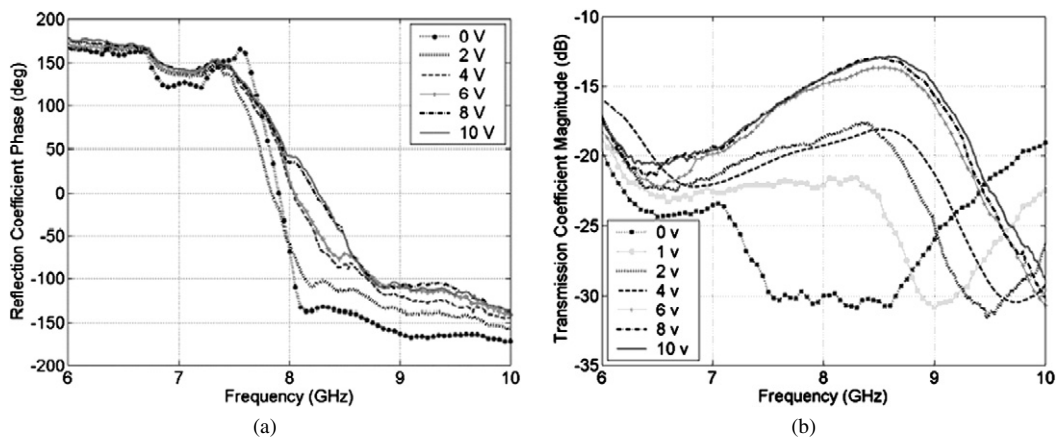 200
150
100
50
0
-50
-100
-150
-200
Reflection Coefficient Phase (deg)
0 V
2 V
4 V
6 V
8 V
10 V
6 7 8 9 10
Frequency (GHz)
(a)
-10
-15
-20
-25
-30
-35
Transmission Coefficient Magnitude (dB)
0 v
1 v
2 v
4 v
6 v
8 v
10 v
6 7 8 9 10
Frequency (GHz)
(b)